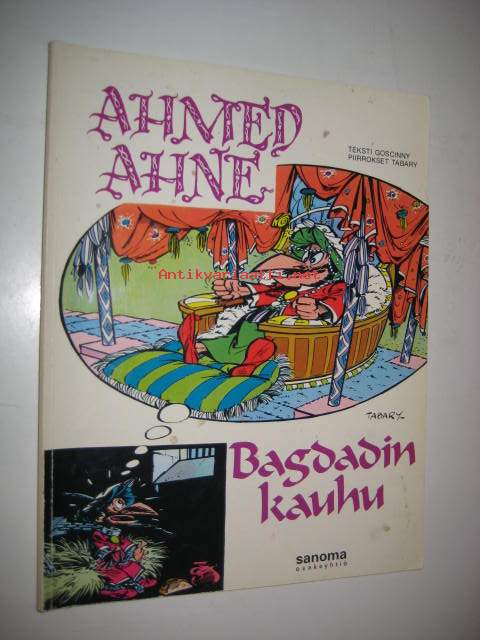 AHMED
AHNE
TEKSTI GOSCINNY
PIIRROKSET TABARY
Antikvariaatti.net
TABARY
Bagdadin
kauhu
sanoma
osakeyhtiö